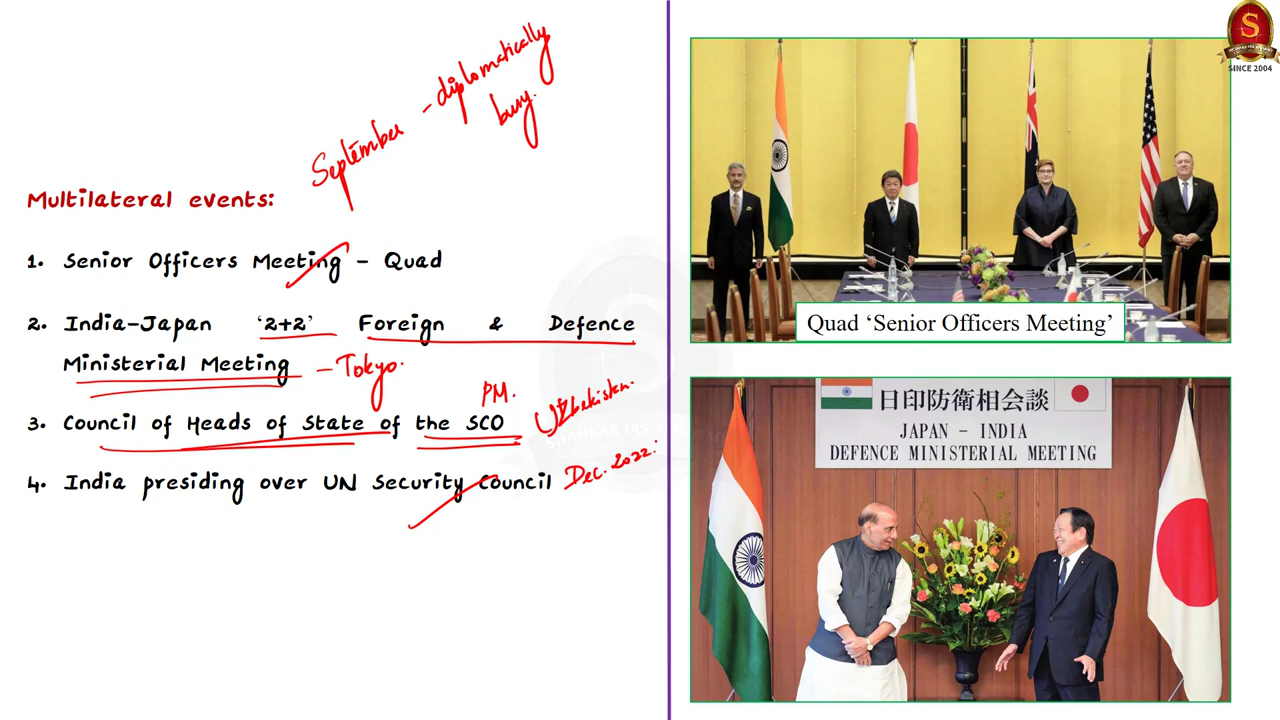 September - diplomatically
busy.
Multilateral events:
1. Senior Officers Meeting - Quad
2. India-Japan '2+2' Foreign & Defence
Ministerial Meeting - Tokyo.
PM.
3. Council of Heads of State of the SCO Uzbekistan.
4. India presiding over UN Security Council Dec. 2022.
S
SINCE 2004
Quad 'Senior Officers Meeting'
日印防衛相会談
JAPAN - INDIA
DEFENCE MINISTERIAL MEETING